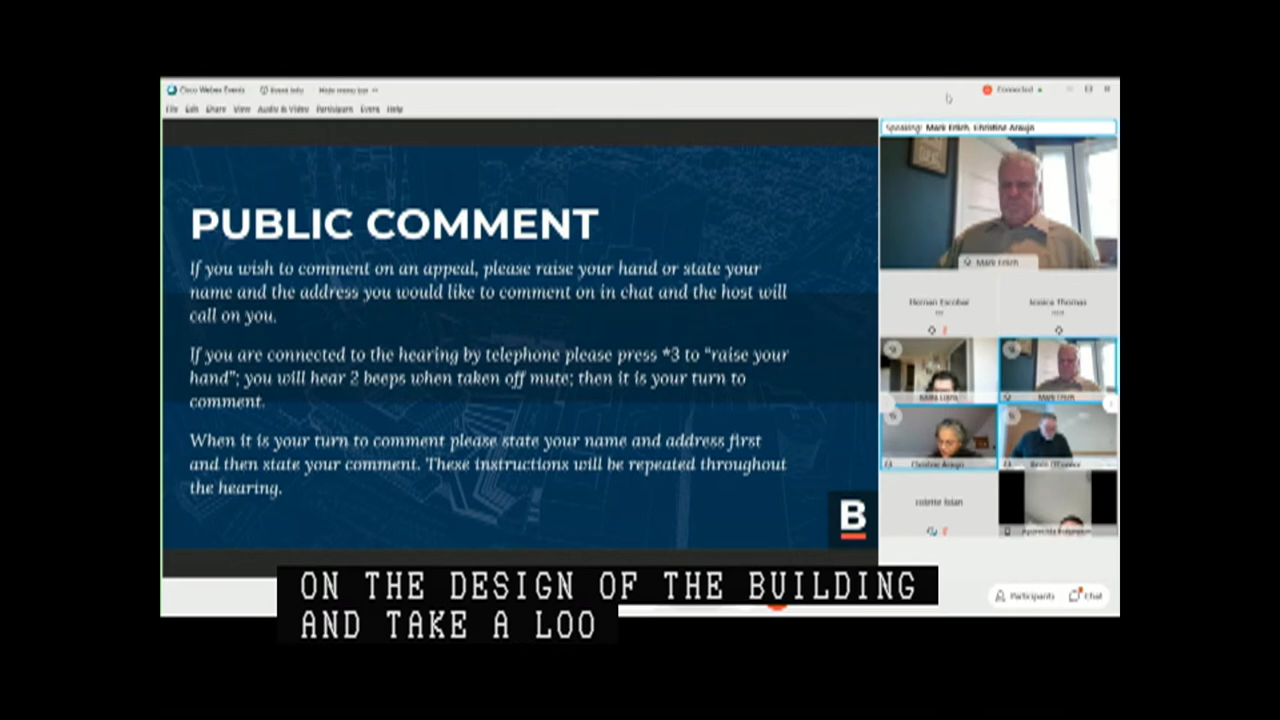 Cisco Webex Events Event Info Hide menu bar
Connected
File Edit Share View Audio & Video Participant Event Help
Speaking: Mark Erlich, Christine Araujo
Mark Erlich
PUBLIC COMMENT
If you wish to comment on an appeal, please raise your hand or state your
name and the address you would like to comment on in chat and the host will
call on you.
If you are connected to the hearing by telephone please press *3 to “raise your
hand”; you will hear 2 beeps when taken off mute; then it is your turn to
comment.
When it is your turn to comment please state your name and address first
and then state your comment. These instructions will be repeated throughout
the hearing.
B
Hernan Escobar
Jessica Thomas
Mark Erlich
Christine Araujo
Participants
Chat
ON THE DESIGN OF THE BUILDING
AND TAKE A LOO